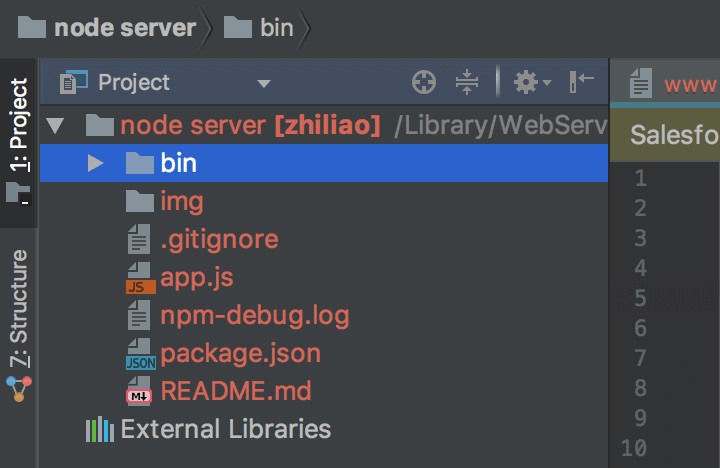 node server bin
Project
www
node server [zhiliao] /Library/WebServ
Salesfo
bin
img
.gitignore
app.js
JS
npm-debug.log
package.json
JSON
README.md
M↓
External Libraries
1: Project
7: Structure
1
2
3
4
5
6
7
8
9
10